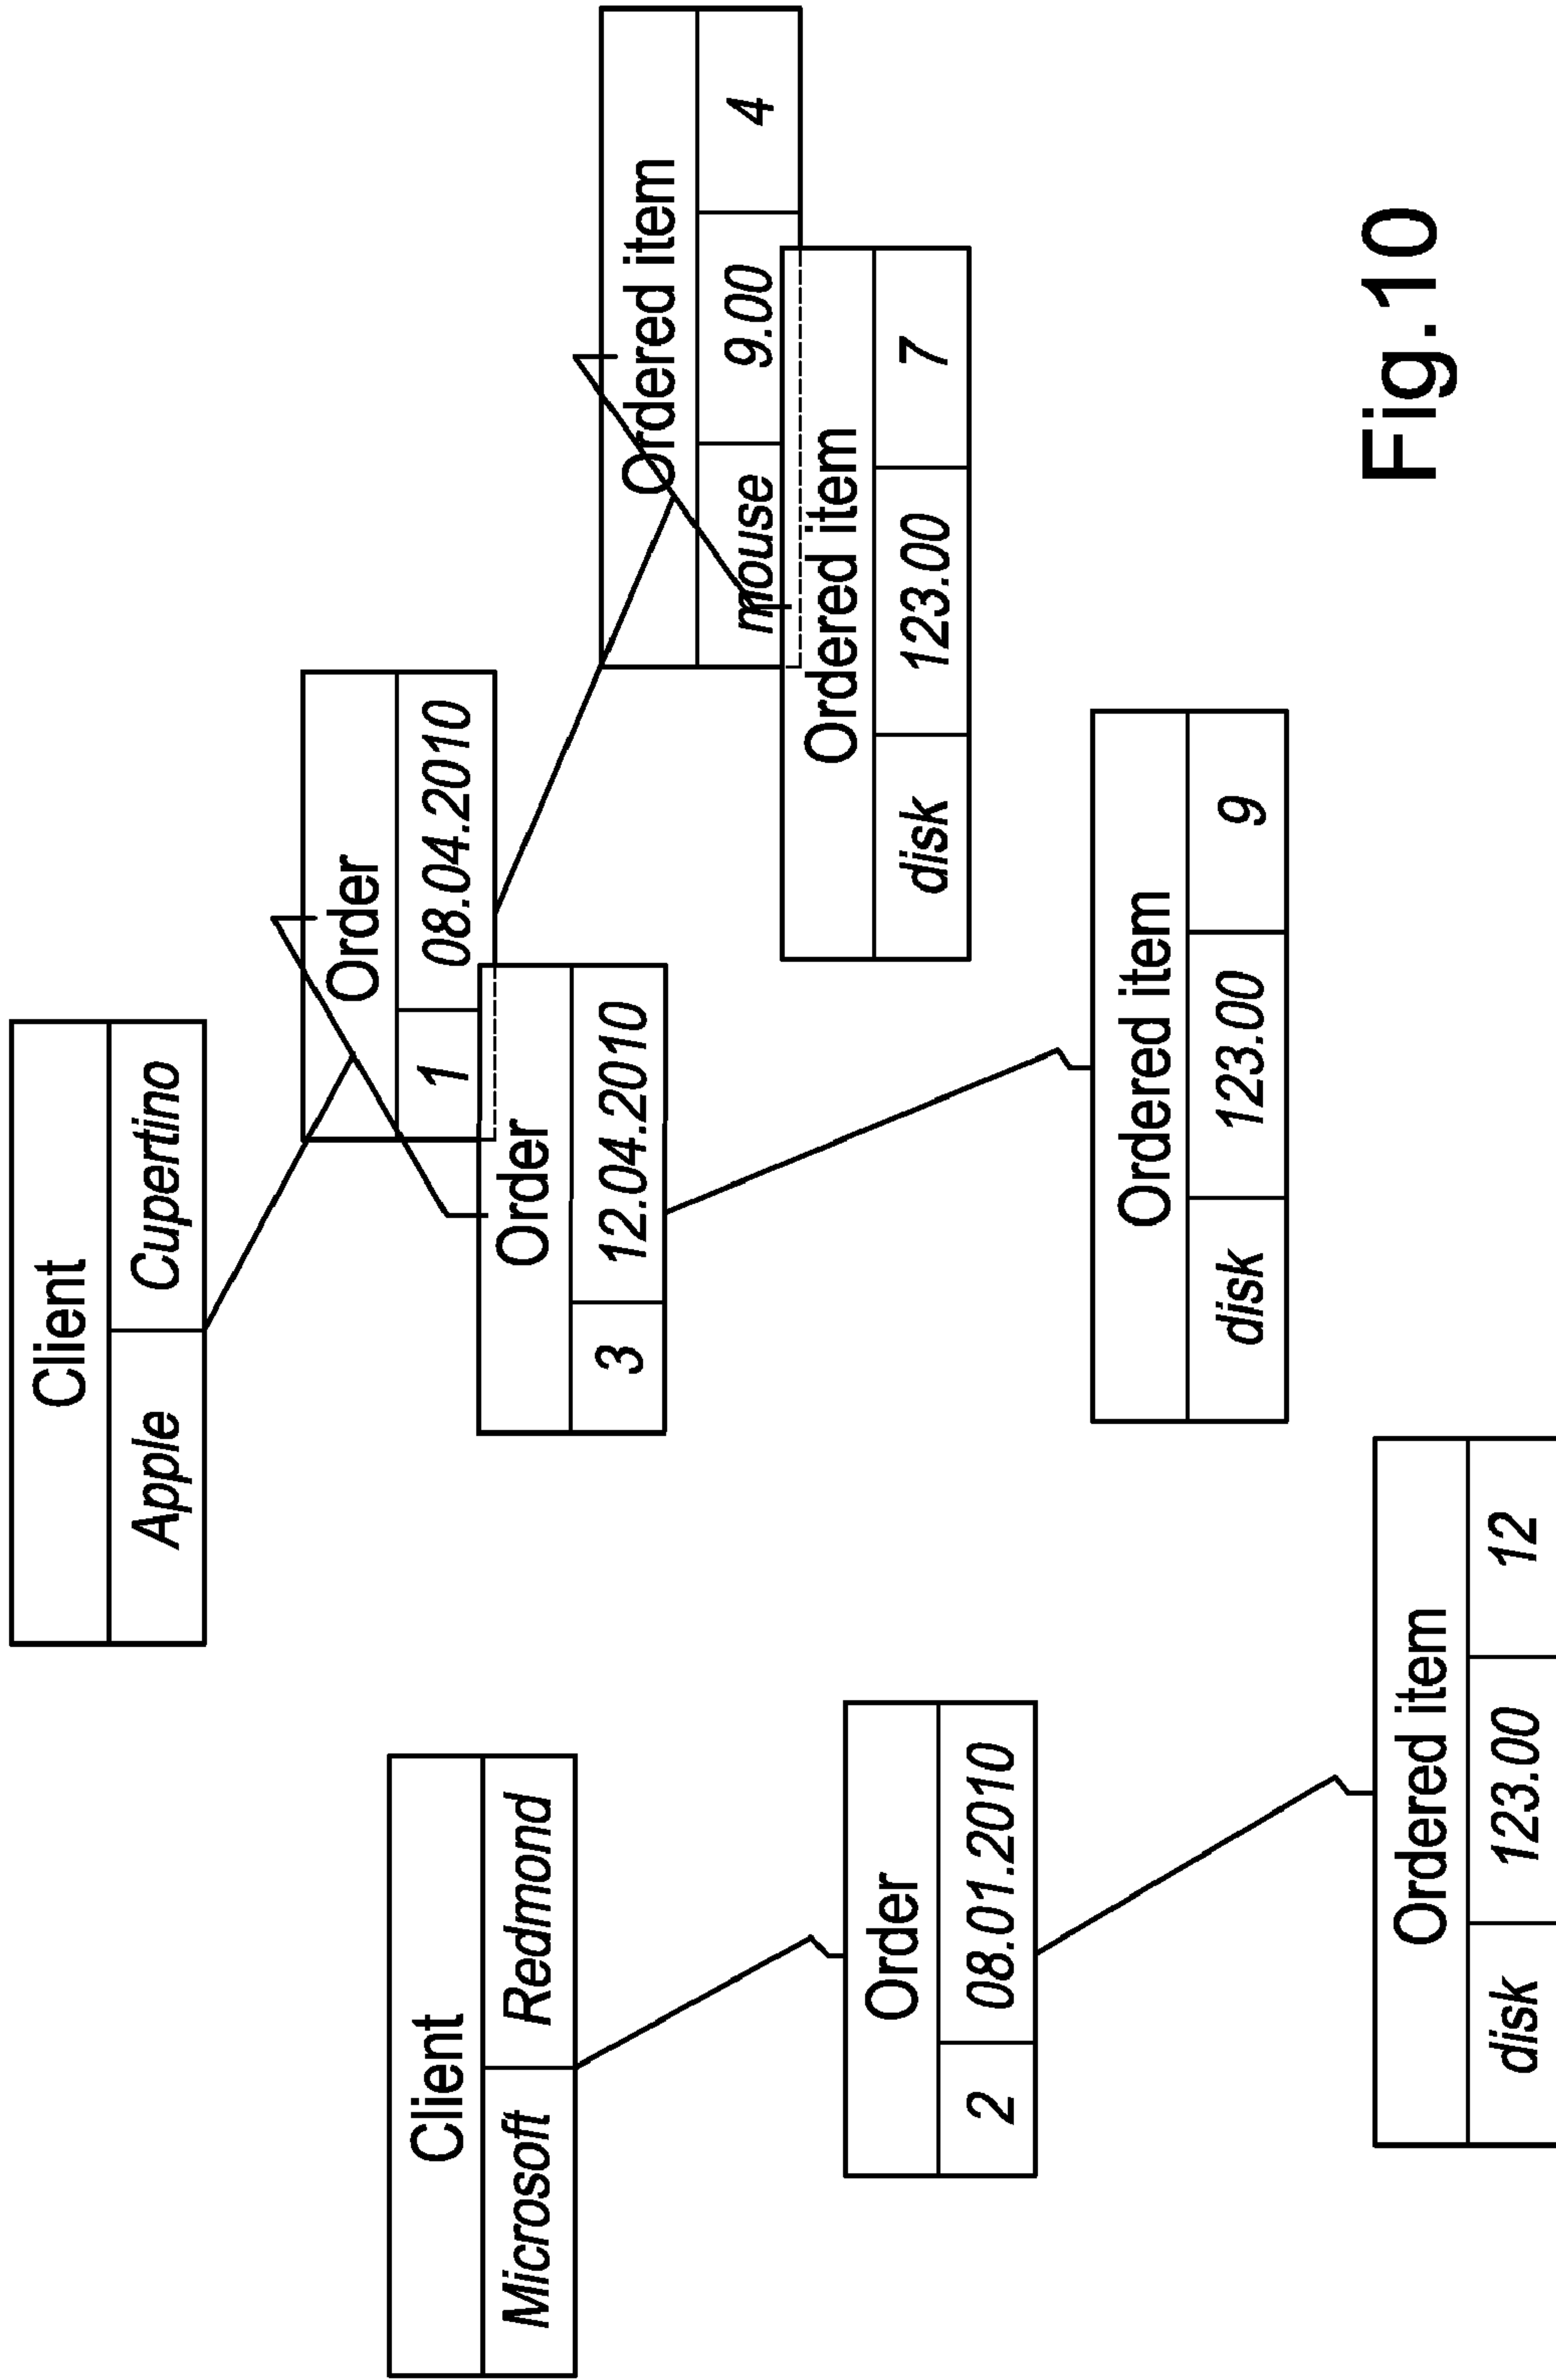 Client
Apple Cupertino
Client
Microsoft Redmond
Order
1 08.04.2010
Order
3 12.04.2010
Order
2 08.01.2010
Ordered item
mouse 9.00 4
Ordered item
disk 123.00 7
Ordered item
disk 123.00 9
Ordered item
disk 123.00 12
Fig.10